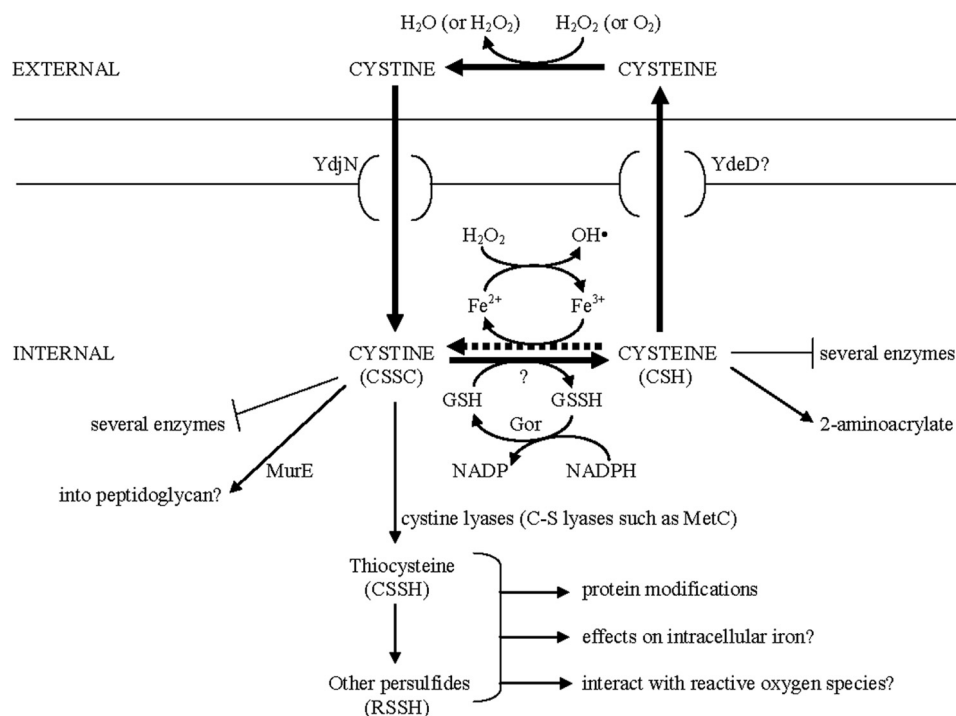 H₂O (or H₂O₂) H₂O₂ (or O₂)
EXTERNAL CYSTINE CYSTEINE
YdjN YdeD?
H₂O₂ OH•
Fe²⁺ Fe³⁺
INTERNAL CYSTINE CYSTEINE several enzymes
(CSSC) ? (CSH)
GSH GSSH
several enzymes Gor 2-aminoacrylate
MurE NADP NADPH
into peptidoglycan?
cystine lyases (C-S lyases such as MetC)
Thiocysteine
(CSSH) protein modifications
effects on intracellular iron?
Other persulfides interact with reactive oxygen species?
(RSSH)